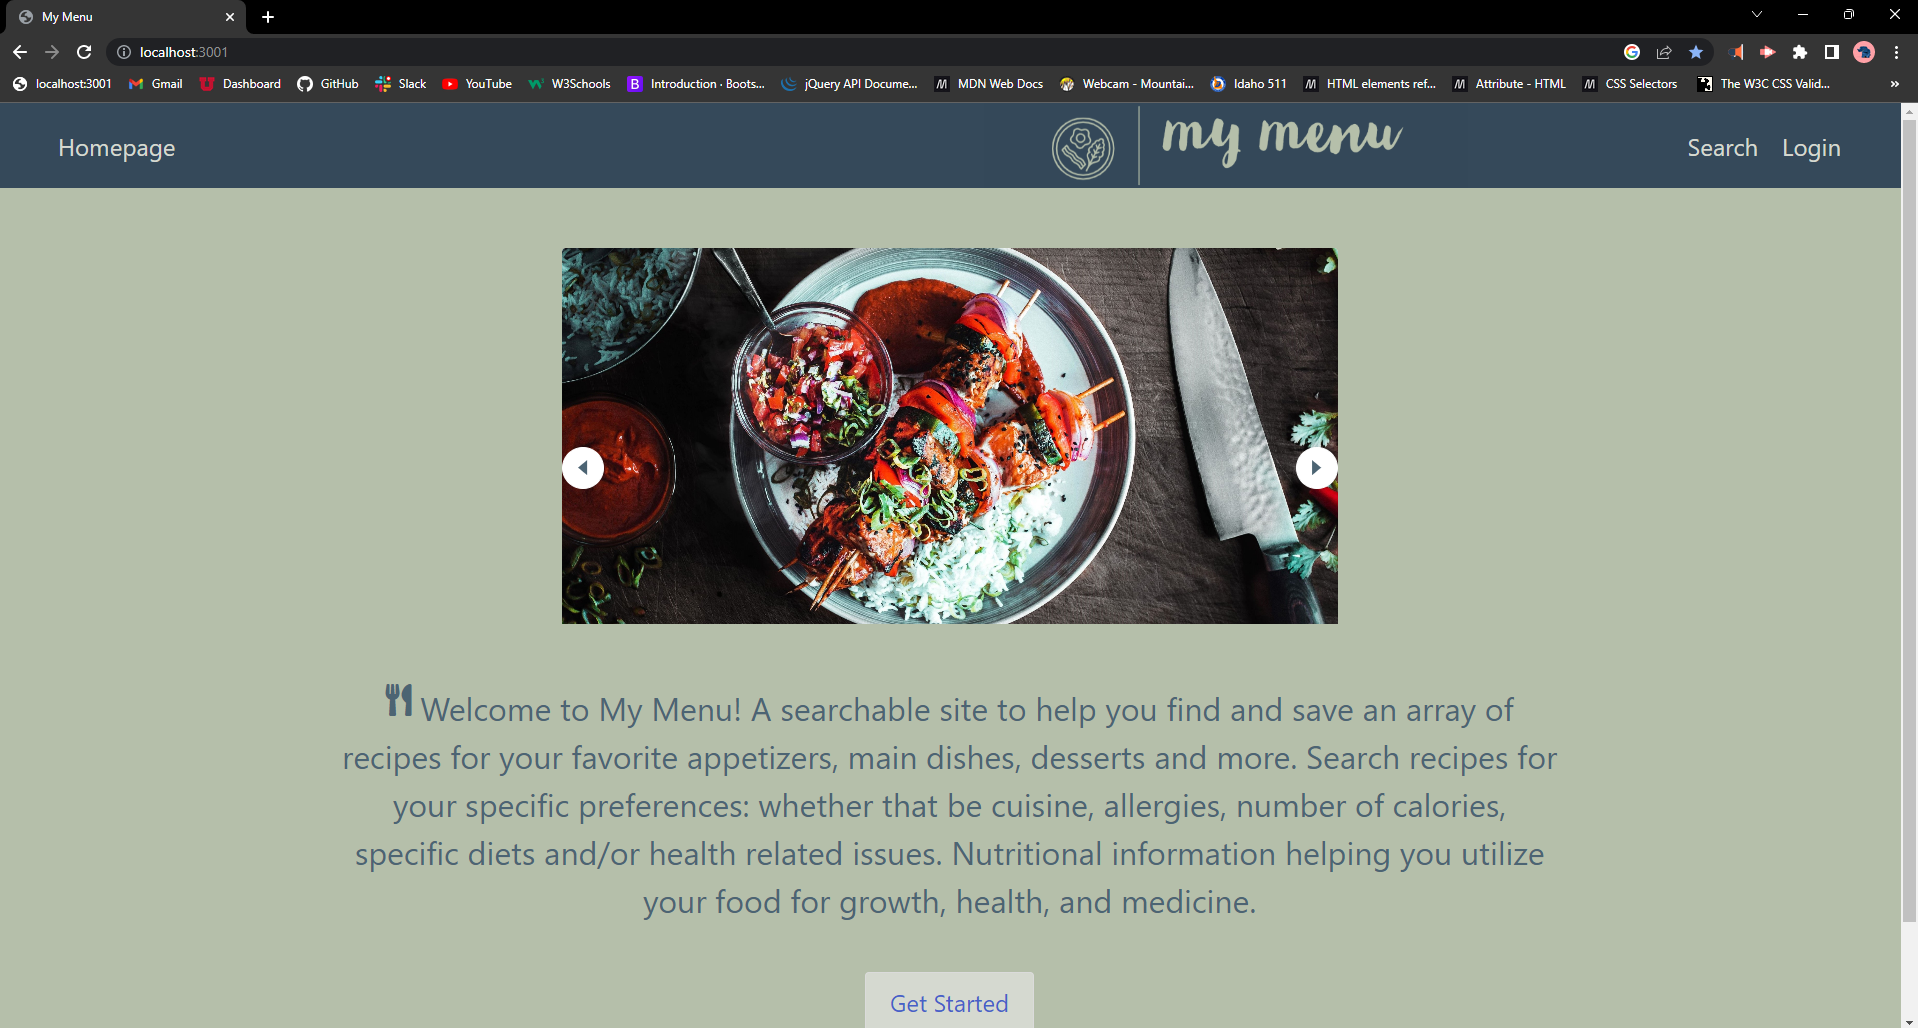 My Menu
localhost:3001
localhost:3001 Gmail Dashboard GitHub Slack YouTube W3Schools B Introduction · Boots... jQuery API Docume... M MDN Web Docs Webcam - Mountai... Idaho 511 M HTML elements ref... M Attribute - HTML M CSS Selectors The W3C CSS Valid... »
Homepage my menu Search Login
Welcome to My Menu! A searchable site to help you find and save an array of
recipes for your favorite appetizers, main dishes, desserts and more. Search recipes for
your specific preferences: whether that be cuisine, allergies, number of calories,
specific diets and/or health related issues. Nutritional information helping you utilize
your food for growth, health, and medicine.
Get Started